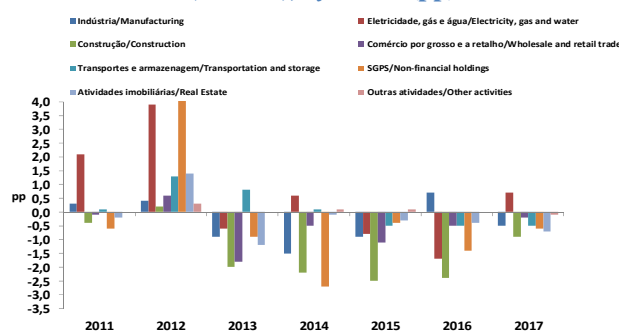 Indústria/Manufacturing
Eletricidade, gás e água/Electricity, gas and water
Construção/Construction
Comércio por grosso e a retalho/Wholesale and retail trade
Transportes e armazenagem/Transportation and storage
SGPS/Non-financial holdings
Atividades imobiliárias/Real Estate
Outras atividades/Other activities
4,0
3,5
3,0
2,5
2,0
1,5
1,0
pp
0,5
0,0
-0,5
-1,0
-1,5
-2,0
-2,5
-3,0
-3,5
2011 2012 2013 2014 2015 2016 2017